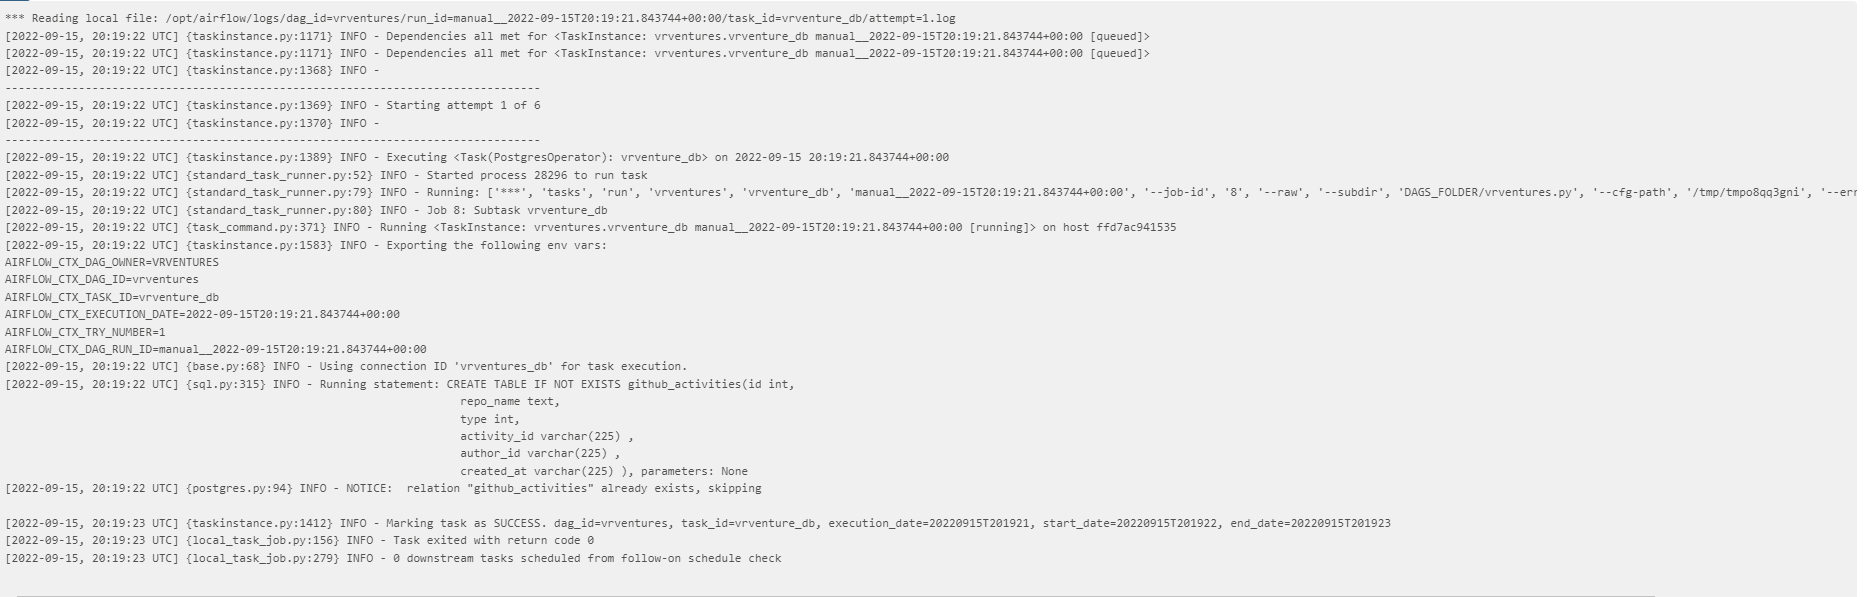 *** Reading local file: /opt/airflow/logs/dag_id=vrventures/run_id=manual__2022-09-15T20:19:21.843744+00:00/task_id=vrventure_db/attempt=1.log
[2022-09-15, 20:19:22 UTC] {taskinstance.py:1171} INFO - Dependencies all met for <TaskInstance: vrventures.vrventure_db manual__2022-09-15T20:19:21.843744+00:00 [queued]>
[2022-09-15, 20:19:22 UTC] {taskinstance.py:1171} INFO - Dependencies all met for <TaskInstance: vrventures.vrventure_db manual__2022-09-15T20:19:21.843744+00:00 [queued]>
[2022-09-15, 20:19:22 UTC] {taskinstance.py:1368} INFO -
--------------------------------------------------------------------------------
[2022-09-15, 20:19:22 UTC] {taskinstance.py:1369} INFO - Starting attempt 1 of 6
[2022-09-15, 20:19:22 UTC] {taskinstance.py:1370} INFO -
--------------------------------------------------------------------------------
[2022-09-15, 20:19:22 UTC] {taskinstance.py:1389} INFO - Executing <Task(PostgresOperator): vrventure_db> on 2022-09-15 20:19:21.843744+00:00
[2022-09-15, 20:19:22 UTC] {standard_task_runner.py:52} INFO - Started process 28296 to run task
[2022-09-15, 20:19:22 UTC] {standard_task_runner.py:79} INFO - Running: ['***', 'tasks', 'run', 'vrventures', 'vrventure_db', 'manual__2022-09-15T20:19:21.843744+00:00', '--job-id', '8', '--raw', '--subdir', 'DAGS_FOLDER/vrventures.py', '--cfg-path', '/tmp/tmpo8qq3gni', '--err
[2022-09-15, 20:19:22 UTC] {standard_task_runner.py:80} INFO - Job 8: Subtask vrventure_db
[2022-09-15, 20:19:22 UTC] {task_command.py:371} INFO - Running <TaskInstance: vrventures.vrventure_db manual__2022-09-15T20:19:21.843744+00:00 [running]> on host ffd7ac941535
[2022-09-15, 20:19:22 UTC] {taskinstance.py:1583} INFO - Exporting the following env vars:
AIRFLOW_CTX_DAG_OWNER=VRVENTURES
AIRFLOW_CTX_DAG_ID=vrventures
AIRFLOW_CTX_TASK_ID=vrventure_db
AIRFLOW_CTX_EXECUTION_DATE=2022-09-15T20:19:21.843744+00:00
AIRFLOW_CTX_TRY_NUMBER=1
AIRFLOW_CTX_DAG_RUN_ID=manual__2022-09-15T20:19:21.843744+00:00
[2022-09-15, 20:19:22 UTC] {base.py:68} INFO - Using connection ID 'vrventures_db' for task execution.
[2022-09-15, 20:19:22 UTC] {sql.py:315} INFO - Running statement: CREATE TABLE IF NOT EXISTS github_activities(id int,
repo_name text,
type int,
activity_id varchar(225) ,
author_id varchar(225) ,
created_at varchar(225) ), parameters: None
[2022-09-15, 20:19:22 UTC] {postgres.py:94} INFO - NOTICE:  relation "github_activities" already exists, skipping
[2022-09-15, 20:19:23 UTC] {taskinstance.py:1412} INFO - Marking task as SUCCESS. dag_id=vrventures, task_id=vrventure_db, execution_date=20220915T201921, start_date=20220915T201922, end_date=20220915T201923
[2022-09-15, 20:19:23 UTC] {local_task_job.py:156} INFO - Task exited with return code 0
[2022-09-15, 20:19:23 UTC] {local_task_job.py:279} INFO - 0 downstream tasks scheduled from follow-on schedule check